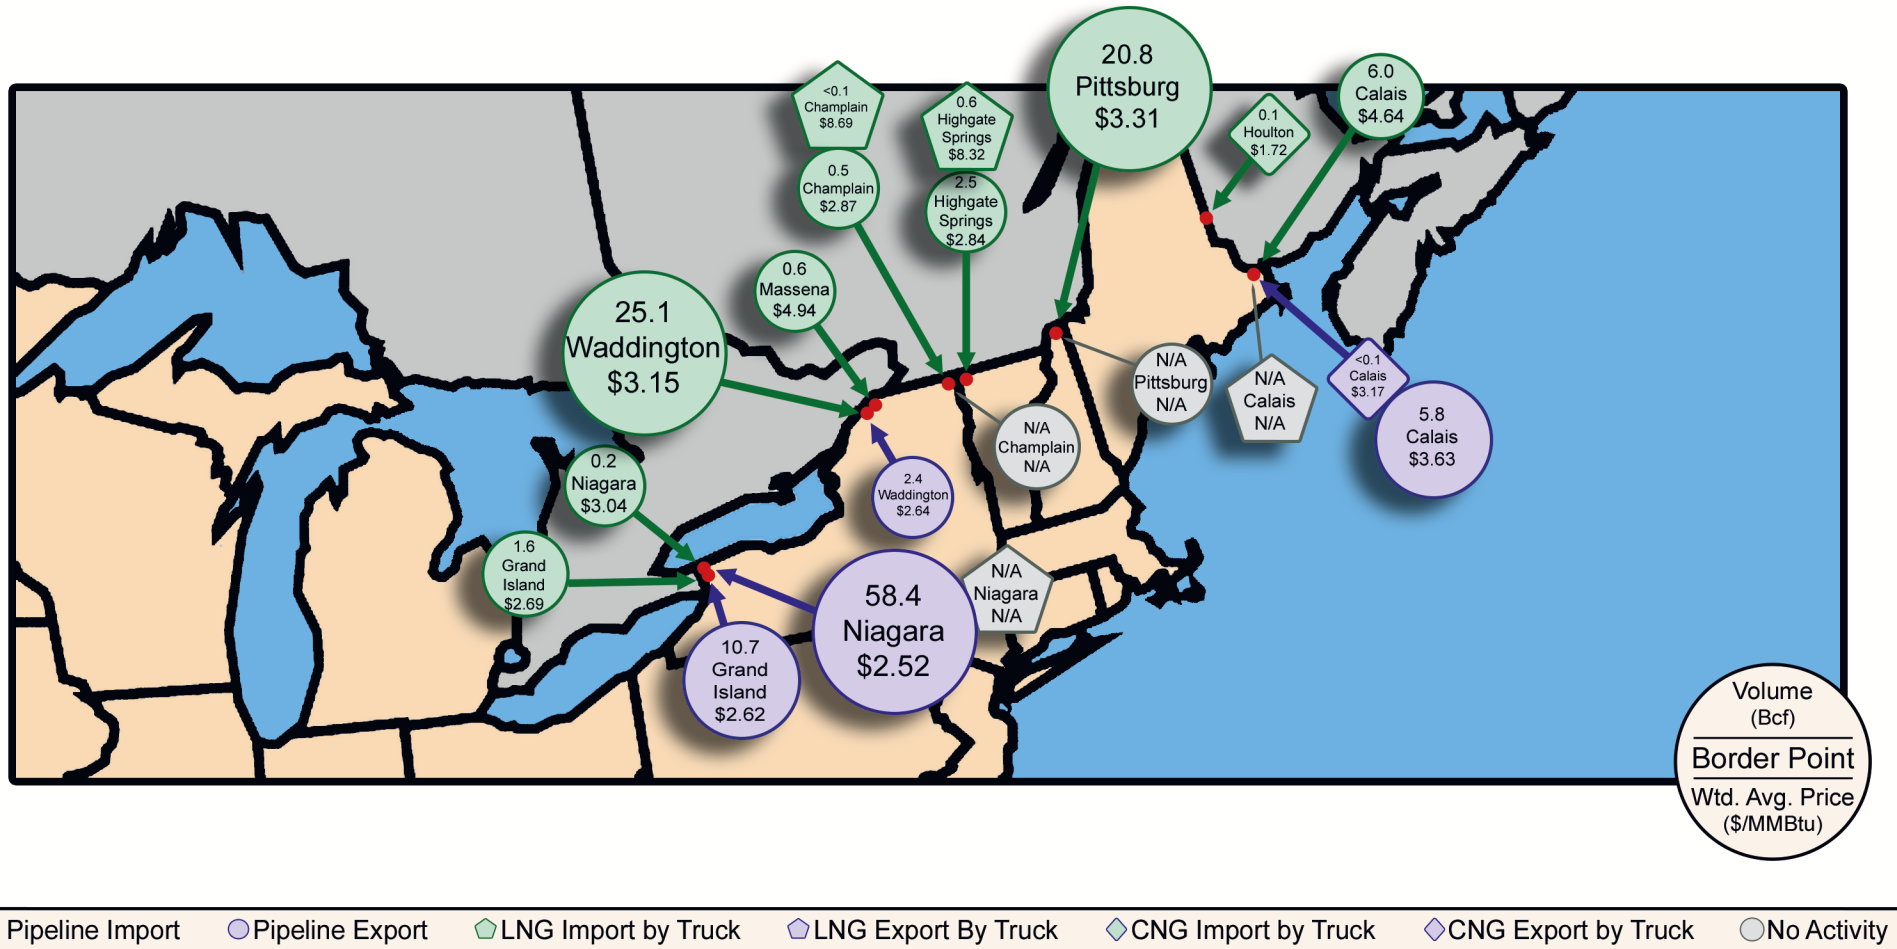 20.8
Pittsburg
$3.31
<0.1
Champlain
$8.69
0.6
Highgate
Springs
$8.32
0.1
Houlton
$1.72
6.0
Calais
$4.64
0.5
Champlain
$2.87
2.5
Highgate
Springs
$2.84
0.6
Massena
$4.94
25.1
Waddington
$3.15
N/A
Pittsburg
N/A
N/A
Calais
N/A
<0.1
Calais
$3.17
5.8
Calais
$3.63
N/A
Champlain
N/A
0.2
Niagara
$3.04
2.4
Waddington
$2.64
1.6
Grand
Island
$2.69
58.4
Niagara
$2.52
N/A
Niagara
N/A
10.7
Grand
Island
$2.62
Volume
(Bcf)
Border Point
Wtd. Avg. Price
($/MMBtu)
Pipeline Import
Pipeline Export
LNG Import by Truck
LNG Export By Truck
CNG Import by Truck
CNG Export by Truck
No Activity